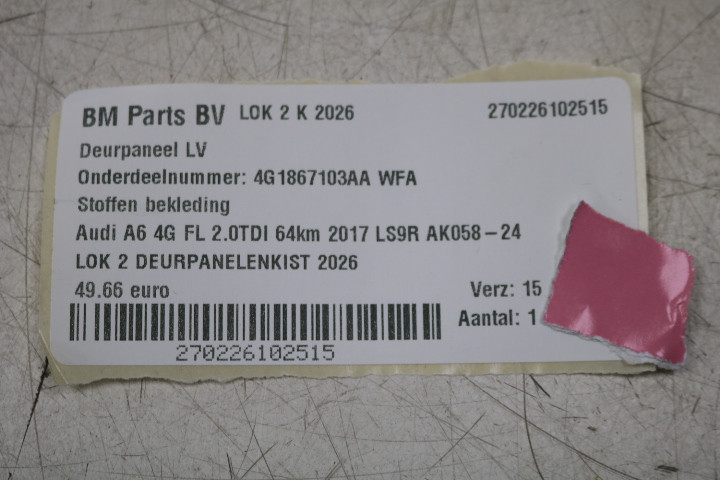 BM Parts BV LOK 2 K 2026 270226102515
Deurpaneel LV
Onderdeelnummer: 4G1867103AA WFA
Stoffen bekleding
Audi A6 4G FL 2.0TDI 64km 2017 LS9R AK058-24
LOK 2 DEURPANELENKIST 2026
49.66 euro Verz: 15
Aantal: 1
270226102515